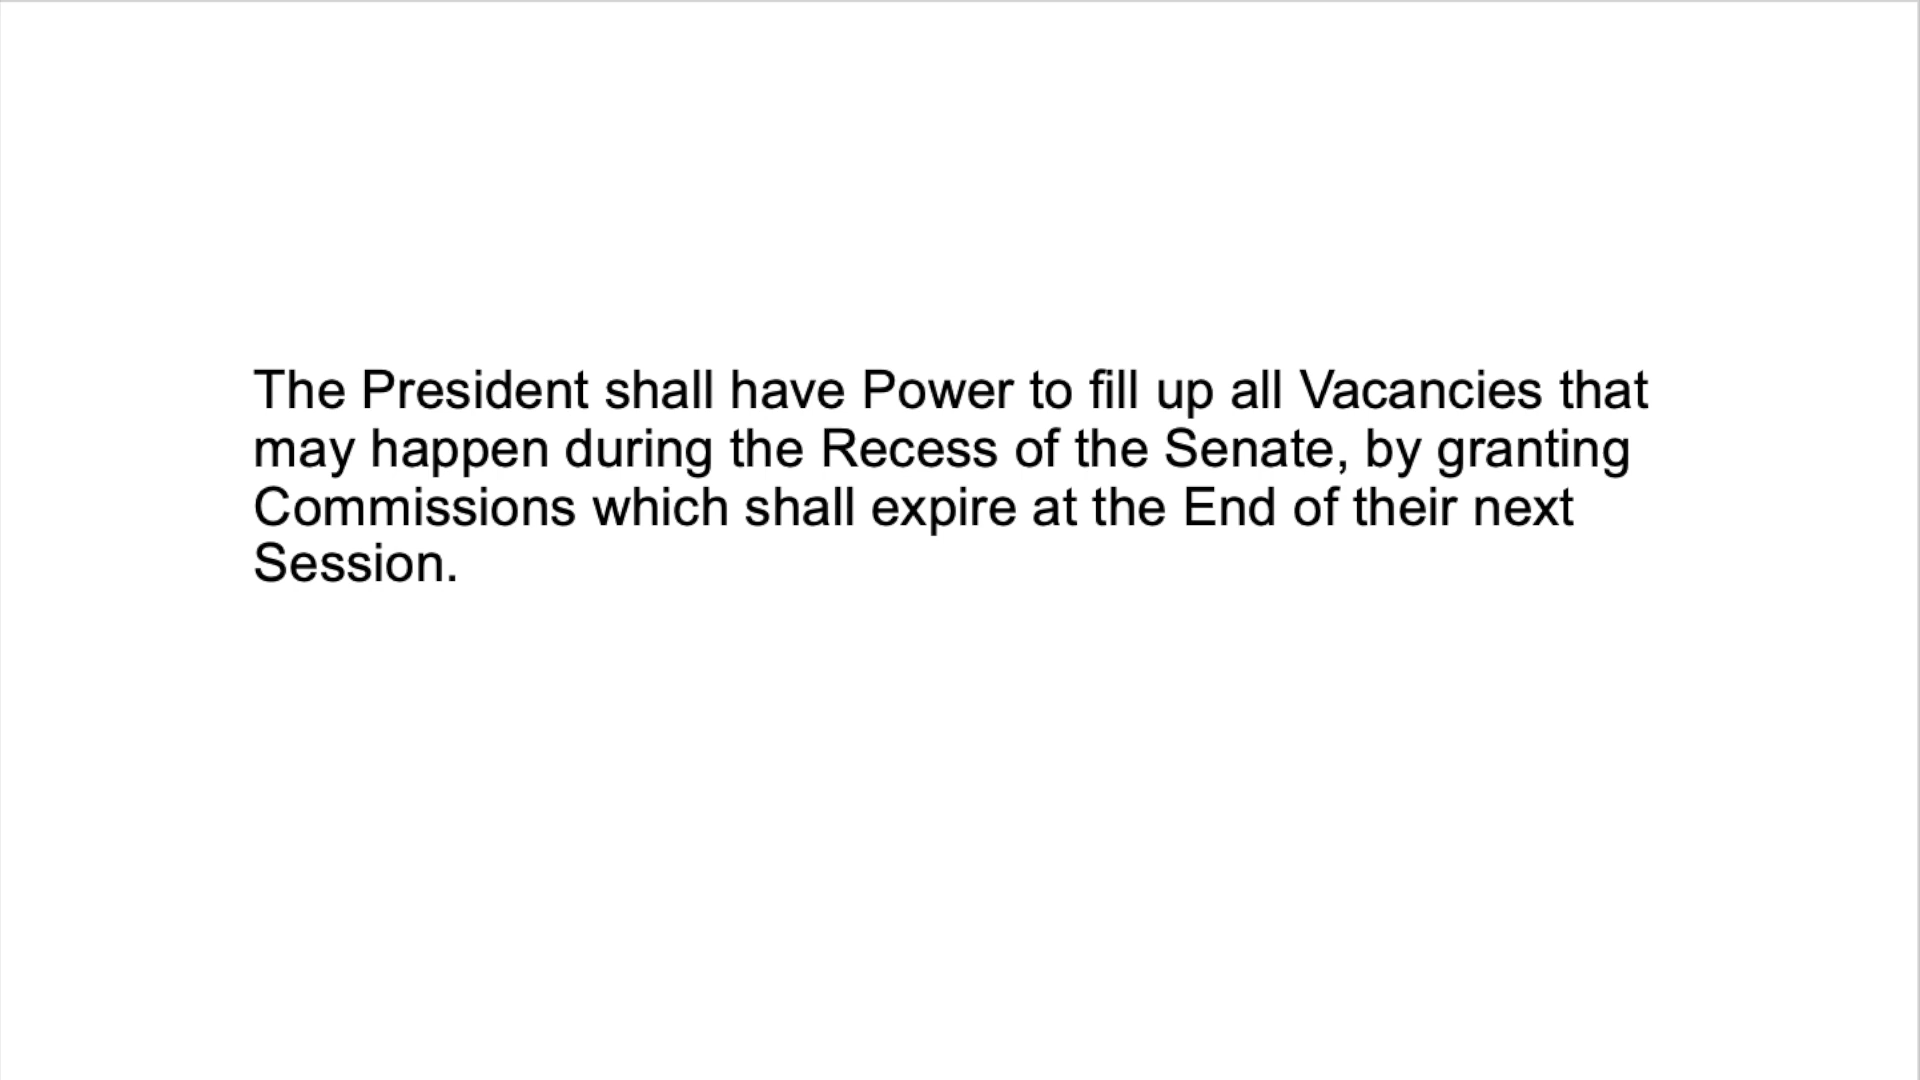 The President shall have Power to fill up all Vacancies that
may happen during the Recess of the Senate, by granting
Commissions which shall expire at the End of their next
Session.